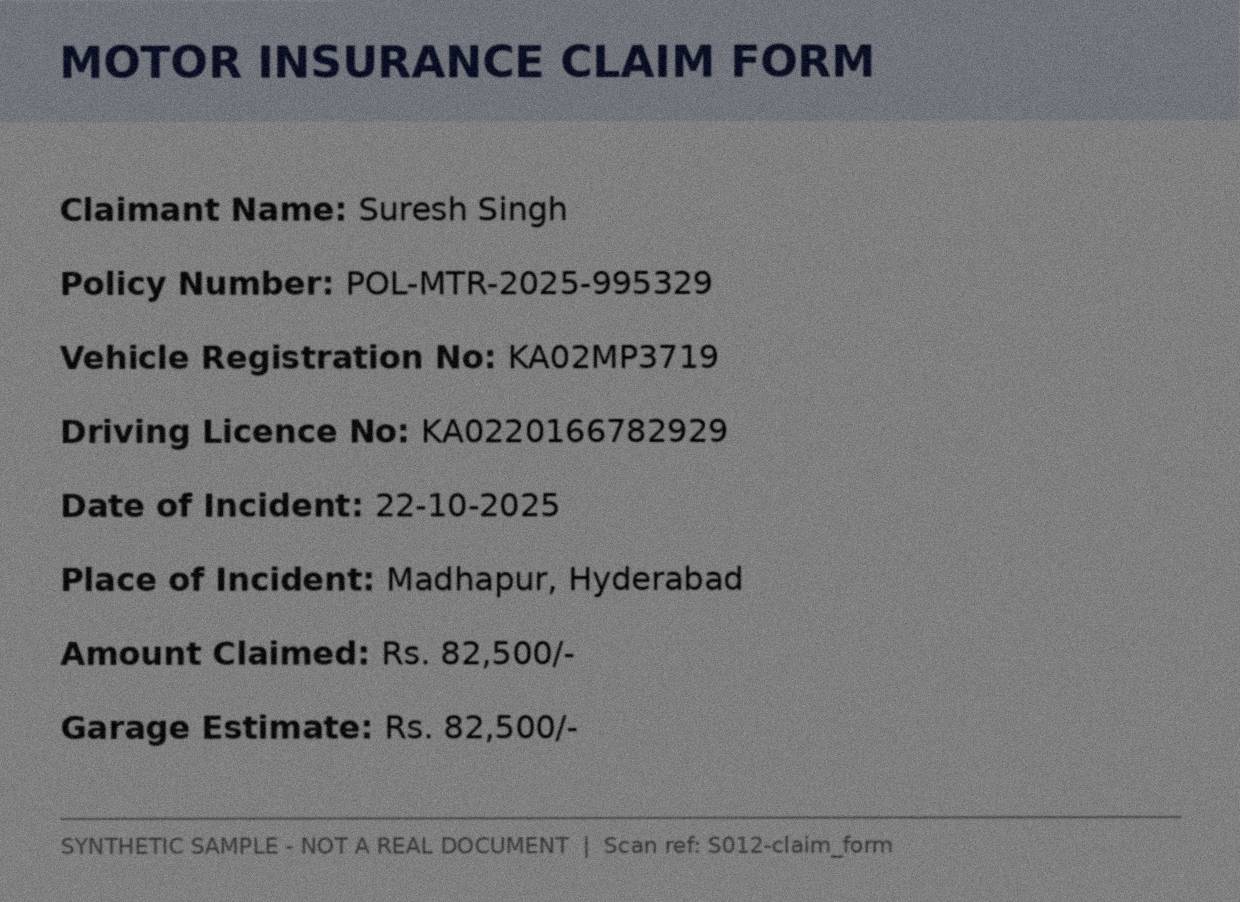 MOTOR INSURANCE CLAIM FORM
Claimant Name: Suresh Singh
Policy Number: POL-MTR-2025-995329
Vehicle Registration No: KA02MP3719
Driving Licence No: KA0220166782929
Date of Incident: 22-10-2025
Place of Incident: Madhapur, Hyderabad
Amount Claimed: Rs. 82,500/-
Garage Estimate: Rs. 82,500/-
SYNTHETIC SAMPLE - NOT A REAL DOCUMENT | Scan ref: S012-claim_form